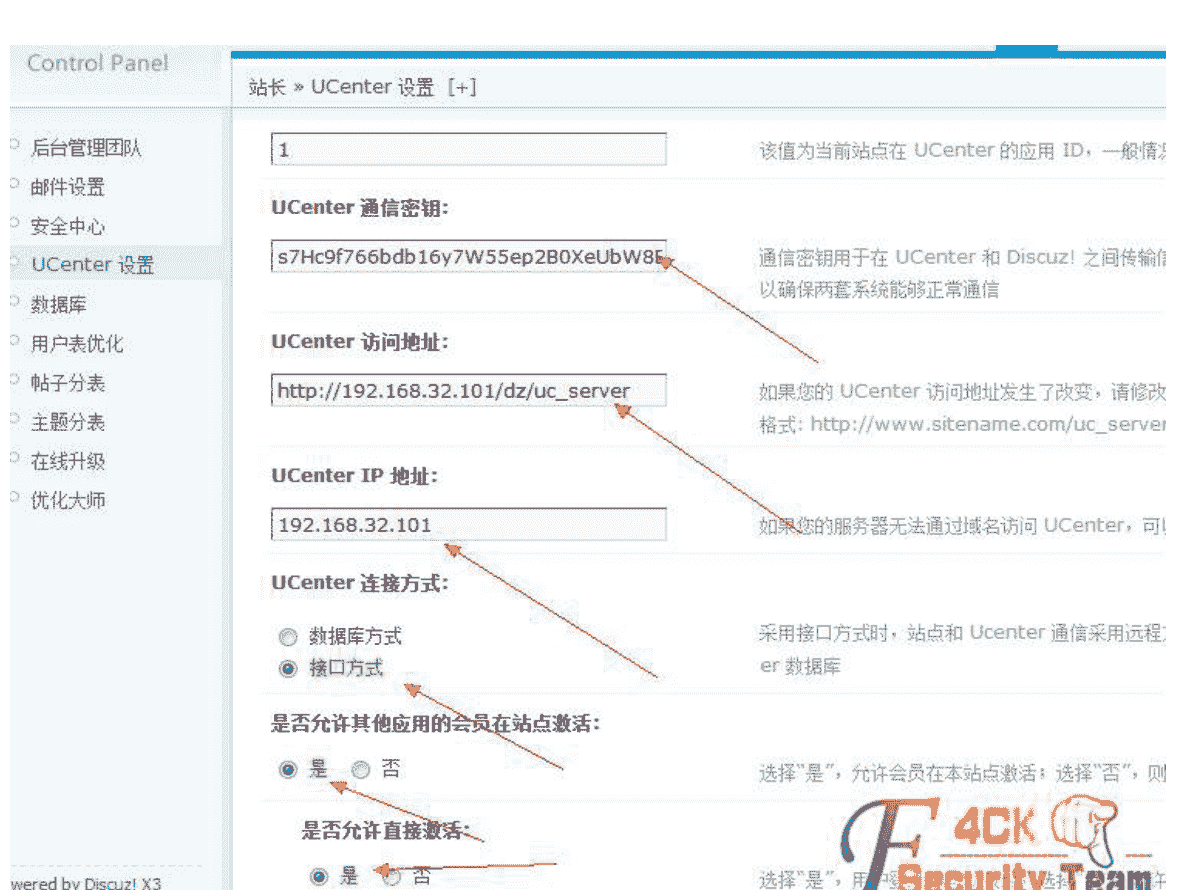 Control Panel
站长 » UCenter 设置 [+]
后台管理团队
邮件设置
安全中心
UCenter 设置
数据库
用户表优化
帖子分表
主题分表
在线升级
优化大师
wered by Discuz! X3
1
该值为当前站点在 UCenter 的应用 ID，一般情
UCenter 通信密钥:
s7Hc9f766bdb16y7W55ep2B0XeUbW8
通信密钥用于在 UCenter 和 Discuz! 之间传输
以确保两套系统能够正常通信
UCenter 访问地址:
http://192.168.32.101/dz/uc_server
如果您的 UCenter 访问地址发生了改变，请修改
格式: http://www.sitename.com/uc_server
UCenter IP 地址:
192.168.32.101
如果您的服务器无法通过域名访问 UCenter，可
UCenter 连接方式:
数据库方式
接口方式
采用接口方式时，站点和 Ucenter 通信采用远程
er 数据库
是否允许其他应用的会员在站点激活:
是 否
选择"是"，允许会员在本站点激活；选择"否"，则
是否允许直接激活:
是 否
选择"是"，用户
F4CK
Security Team